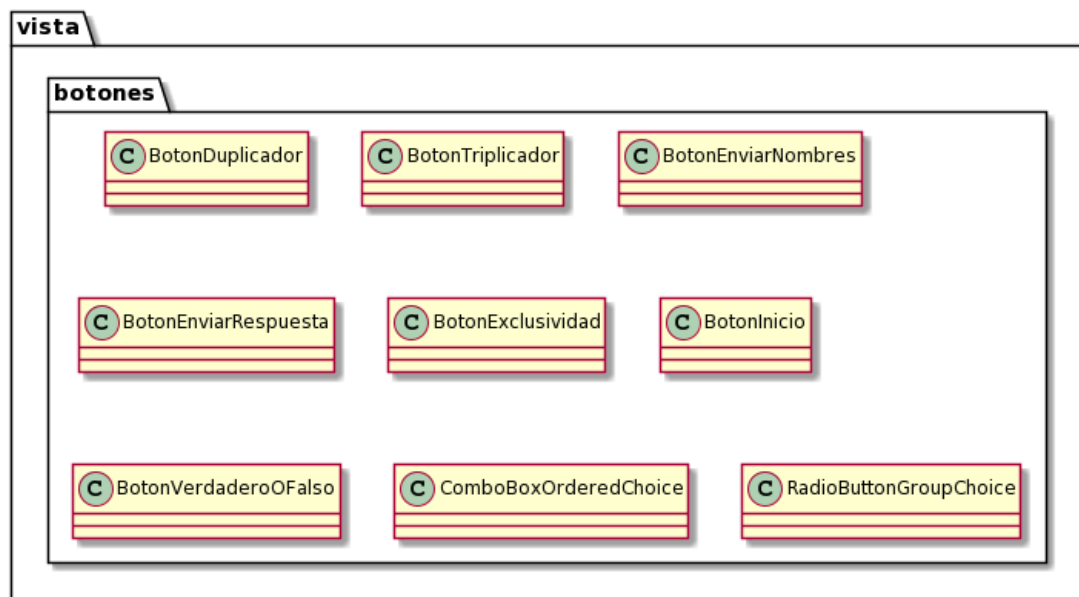 vista
botones
C BotonDuplicador
C BotonTriplicador
C BotonEnviarNombres
C BotonEnviarRespuesta
C BotonExclusividad
C BotonInicio
C BotonVerdaderoOFalso
C ComboBoxOrderedChoice
C RadioButtonGroupChoice